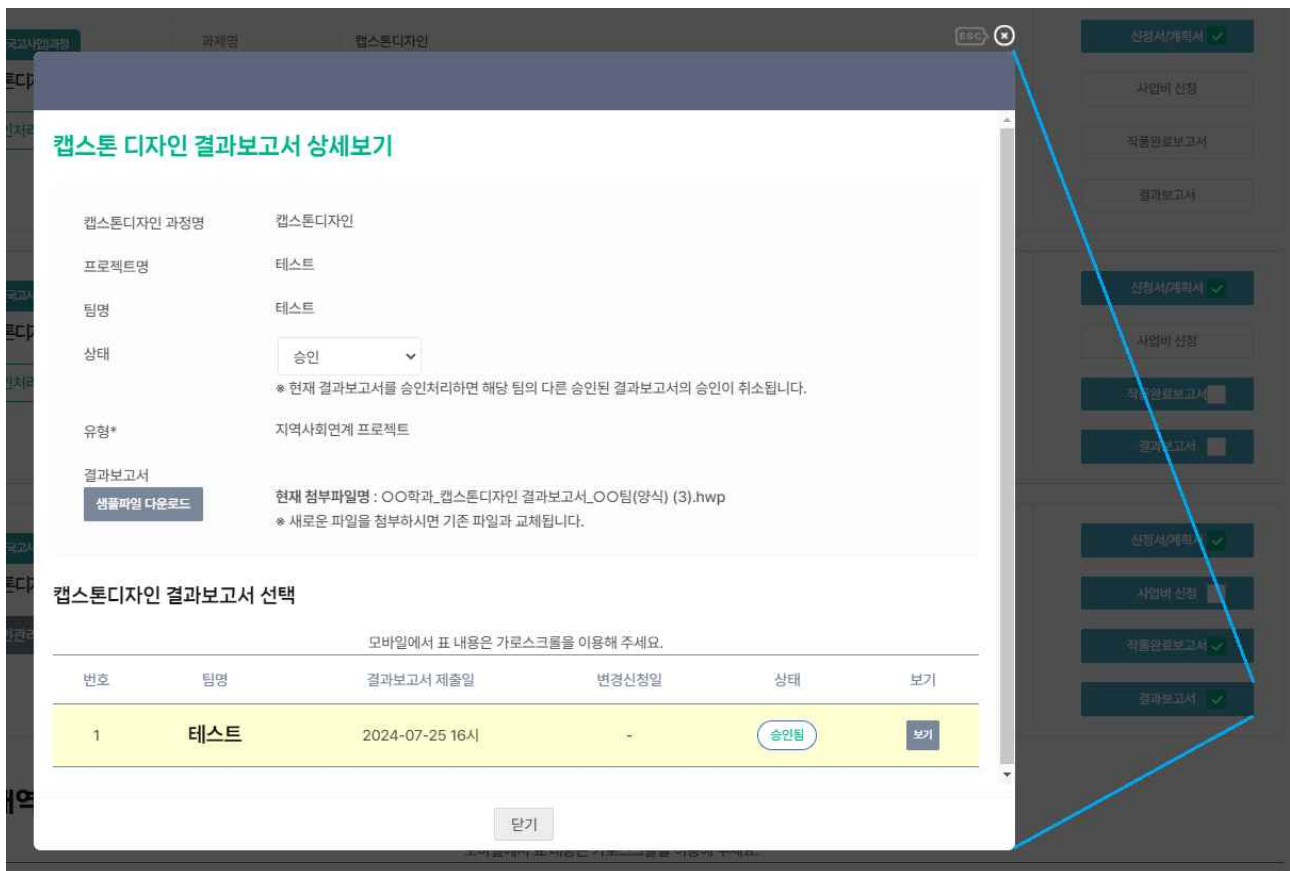 과제명 캡스톤디자인
ESC
신청서/계획서
사업비 신청
작품완료보고서
결과보고서
캡스톤 디자인 결과보고서 상세보기
캡스톤디자인 과정명 캡스톤디자인
프로젝트명 테스트
팀명 테스트
상태 승인
※ 현재 결과보고서를 승인처리하면 해당 팀의 다른 승인된 결과보고서의 승인이 취소됩니다.
유형* 지역사회연계 프로젝트
결과보고서
샘플파일 다운로드
현재 첨부파일명 : OO학과_캡스톤디자인 결과보고서_OO팀(양식) (3).hwp
※ 새로운 파일을 첨부하시면 기존 파일과 교체됩니다.
신청서/계획서
사업비 신청
작품완료보고서
결과보고서
신청서/계획서
사업비 신청
작품완료보고서
결과보고서
캡스톤디자인 결과보고서 선택
모바일에서 표 내용은 가로스크롤을 이용해 주세요.
번호 팀명 결과보고서 제출일 변경신청일 상태 보기
1 테스트 2024-07-25 16시 - 승인됨 보기
닫기